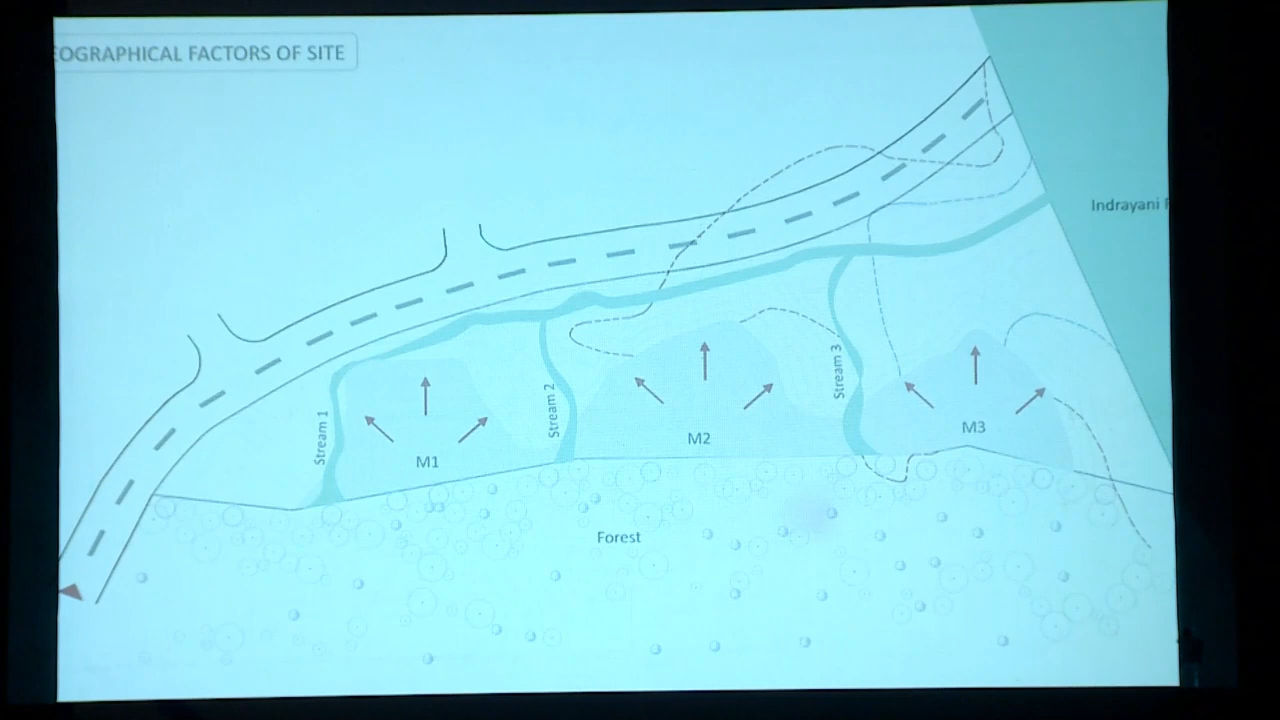 EOGRAPHICAL FACTORS OF SITE
Indrayani
Stream 1
Stream 2
Stream 3
M1
M2
M3
Forest